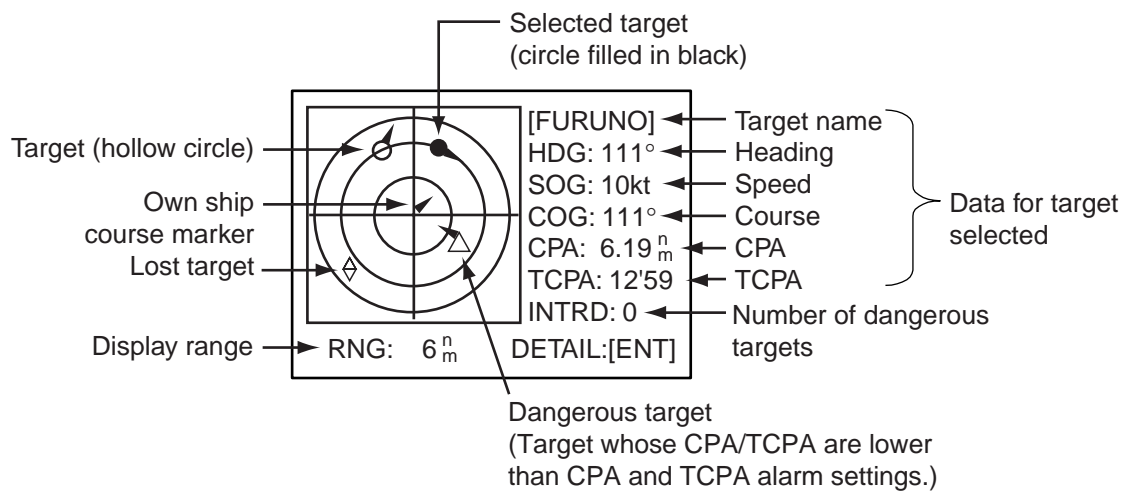 Selected target
(circle filled in black)
Target (hollow circle)
Own ship
course marker
Lost target
Display range
[FURUNO]
HDG: 111°
SOG: 10kt
COG: 111°
CPA: 6.19 nm
TCPA: 12'59
INTRD: 0
RNG: 6 nm
DETAIL:[ENT]
Target name
Heading
Speed
Course
CPA
TCPA
Number of dangerous
targets
Data for target
selected
Dangerous target
(Target whose CPA/TCPA are lower
than CPA and TCPA alarm settings.)